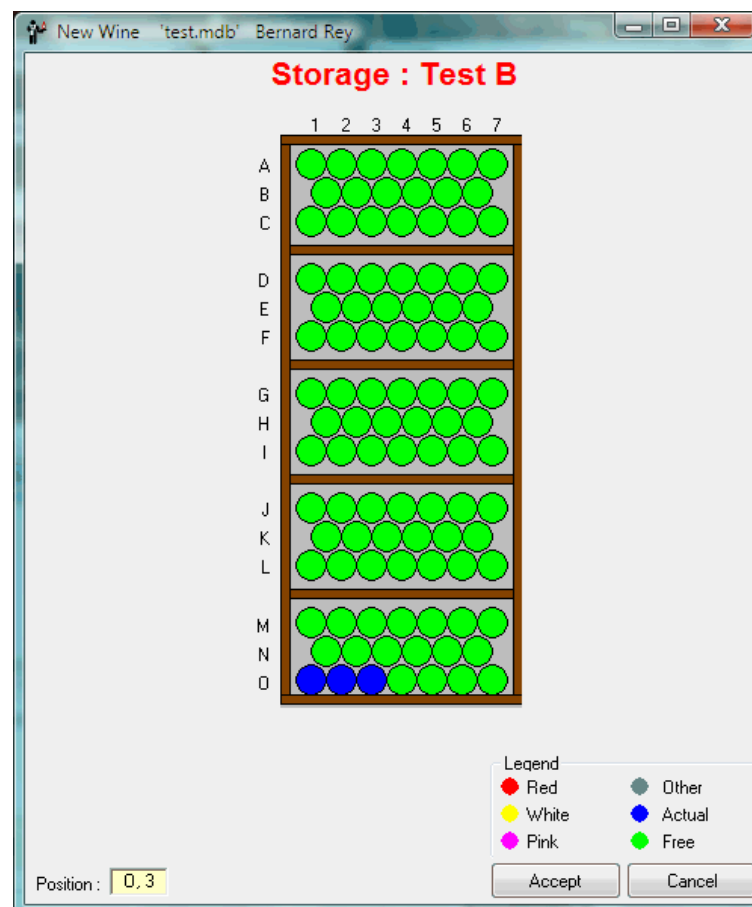 New Wine 'test.mdb' Bernard Rey
Storage : Test B
1 2 3 4 5 6 7
A
B
C
D
E
F
G
H
I
J
K
L
M
N
O
Legend
Red Other
White Actual
Pink Free
Position : O, 3 Accept Cancel